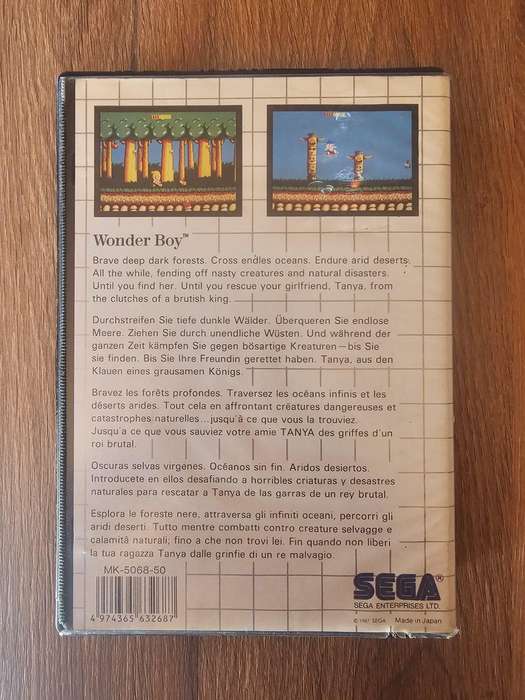 Wonder Boy™
Brave deep dark forests. Cross endles oceans. Endure arid deserts.
All the while, fending off nasty creatures and natural disasters.
Until you find her. Until you rescue your girlfriend, Tanya, from
the clutches of a brutish king.
Durchstreifen Sie tiefe dunkle Wälder. Überqueren Sie endlose
Meere. Ziehen Sie durch unendliche Wüsten. Und während der
ganzen Zeit kämpfen Sie gegen bösartige Kreaturen — bis Sie
sie finden. Bis Sie Ihre Freundin gerettet haben. Tanya, aus den
Klauen eines grausamen Königs.
Bravez les forêts profondes. Traversez les océans infinis et les
déserts arides. Tout cela en affrontant créatures dangereuses et
catastrophes naturelles...jusqu'à ce que vous la trouviez.
Jusqu'a ce que vous sauviez votre amie TANYA des griffes d'un
roi brutal.
Oscuras selvas virgenes. Océanos sin fin. Aridos desiertos.
Introducete en ellos desafiando a horribles criaturas y desastres
naturales para rescatar a Tanya de las garras de un rey brutal.
Esplora le foreste nere, attraversa gli infiniti oceani, percorri gli
aridi deserti. Tutto mentre combatti contro creature selvagge e
calamità naturali; fino a che non trovi lei. Fin quando non liberi
la tua ragazza Tanya dalle grinfie di un re malvagio.
MK-5068-50
4 974365 632687
SEGA®
SEGA ENTERPRISES LTD.
© 1987 SEGA Made in Japan